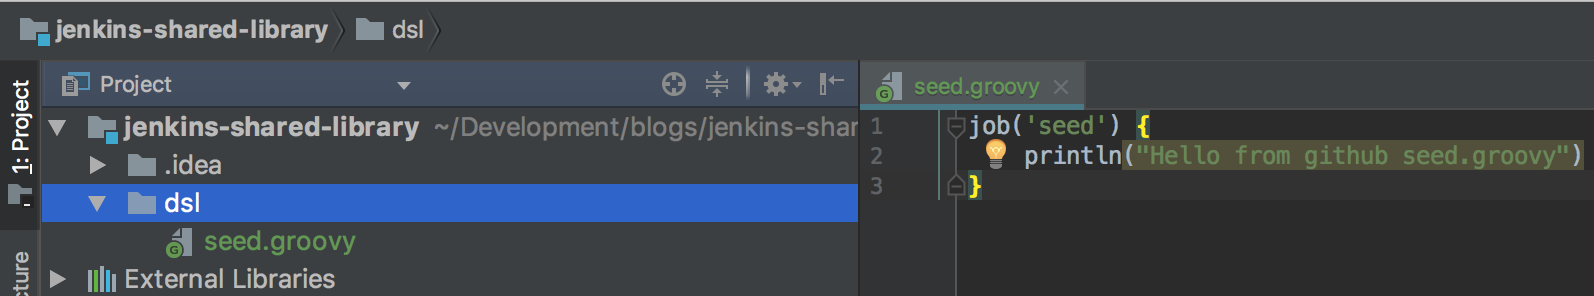 jenkins-shared-library dsl
Project
seed.groovy
1: Project
jenkins-shared-library ~/Development/blogs/jenkins-shar
.idea
dsl
seed.groovy
External Libraries
cture
1 job('seed') {
2 println("Hello from github seed.groovy")
3 }